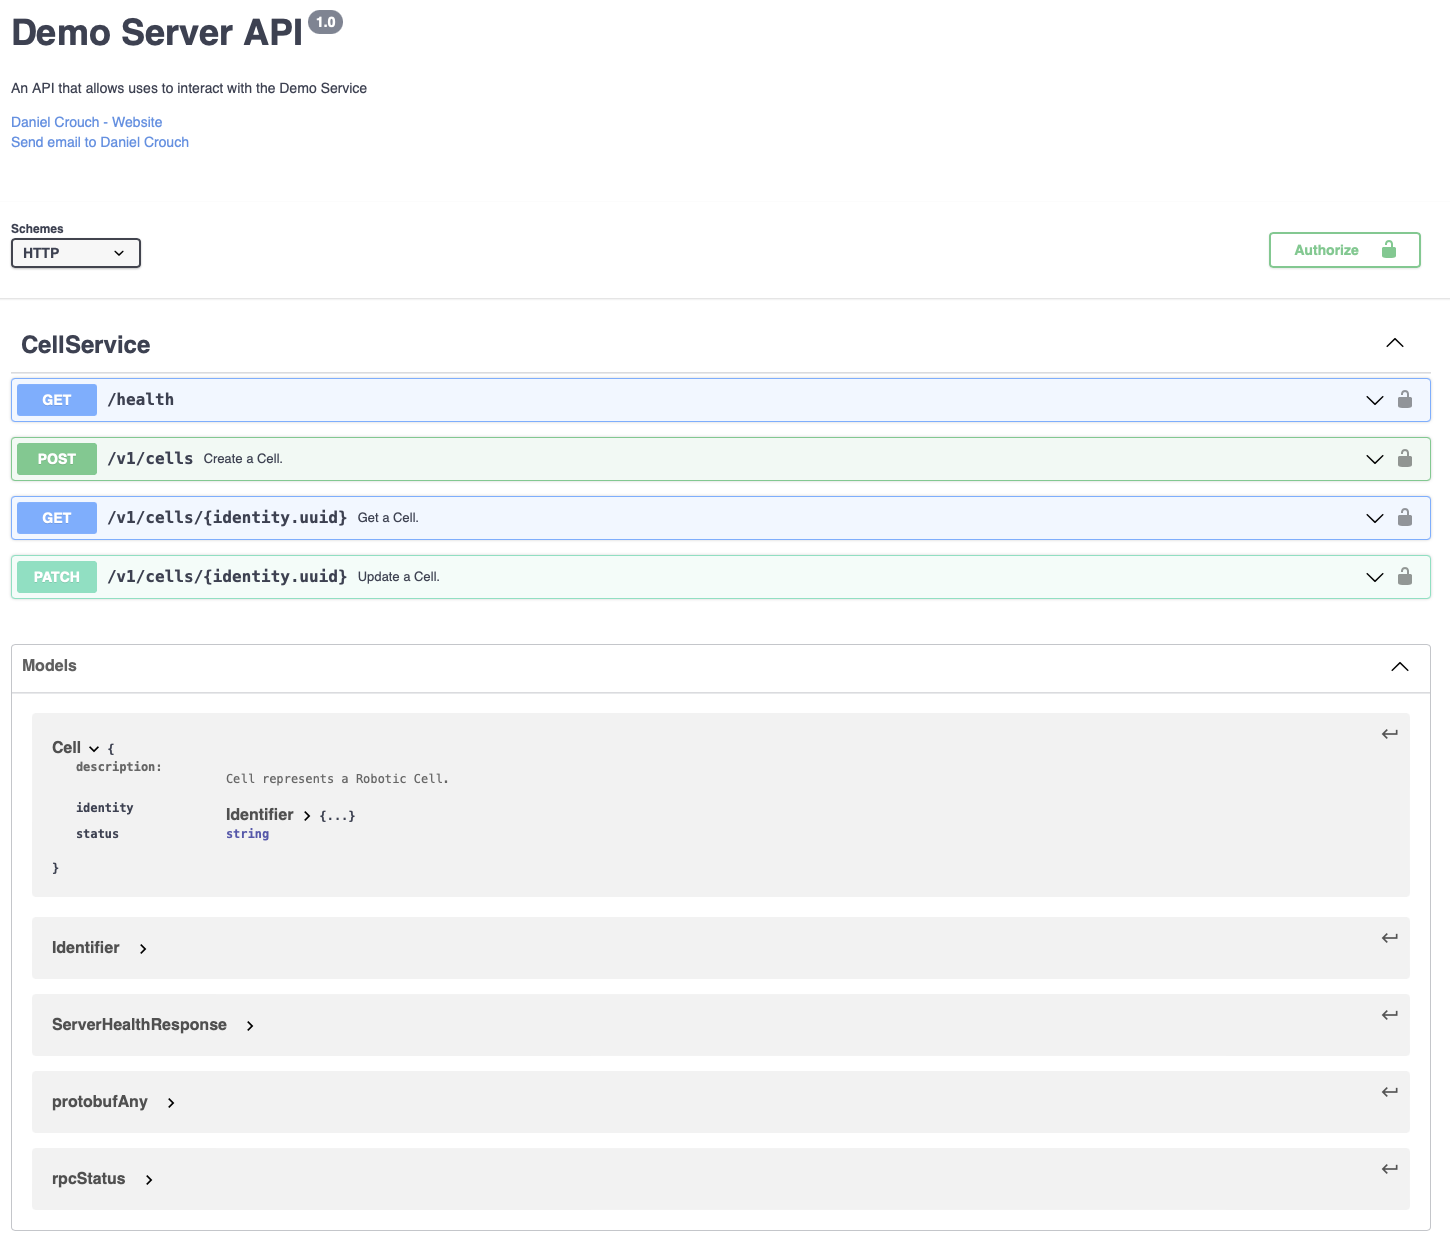 Demo Server API 1.0
An API that allows uses to interact with the Demo Service
Daniel Crouch - Website
Send email to Daniel Crouch
Schemes
HTTP
Authorize
CellService
GET /health
POST /v1/cells Create a Cell.
GET /v1/cells/{identity.uuid} Get a Cell.
PATCH /v1/cells/{identity.uuid} Update a Cell.
Models
Cell {
description:
Cell represents a Robotic Cell.
identity Identifier {...}
status string
}
Identifier
ServerHealthResponse
protobufAny
rpcStatus